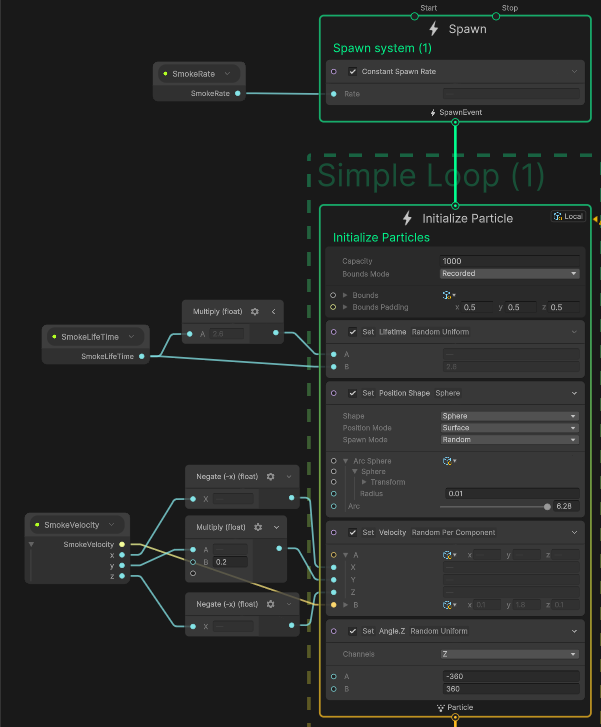 Start Stop
Spawn
Spawn system (1)
SmokeRate
SmokeRate
Constant Spawn Rate
Rate
SpawnEvent
Simple Loop (1)
Initialize Particle
Local
Initialize Particles
Capacity 1000
Bounds Mode Recorded
Bounds
Bounds Padding x 0.5 y 0.5 z 0.5
Multiply (float)
A 3.6
SmokeLifeTime
SmokeLifeTime
Set Lifetime Random Uniform
A
B 3.6
Set Position Shape Sphere
Shape Sphere
Position Mode Surface
Spawn Mode Random
Arc Sphere
Sphere
Transform
Radius 0.01
Arc 6.28
Negate (-x) (float)
X
SmokeVelocity
SmokeVelocity
x
y
z
Multiply (float)
A
B 0.2
Negate (-x) (float)
X
Set Velocity Random Per Component
A x y z
X
Y
Z
B x 0.1 y 1.8 z 0.1
Set Angle.Z Random Uniform
Channels Z
A -360
B 360
Particle